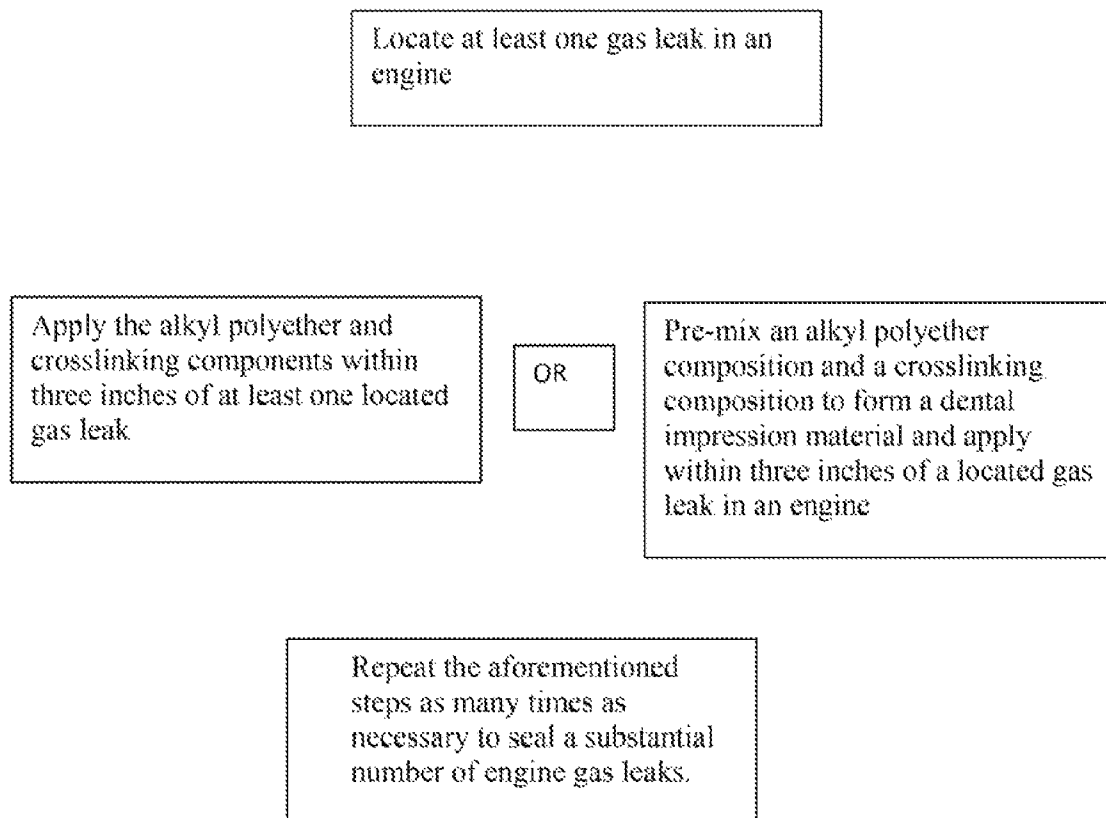 Locate at least one gas leak in an
engine
Apply the alkyl polyether and
crosslinking components within
three inches of at least one located
gas leak
OR
Pre-mix an alkyl polyether
composition and a crosslinking
composition to form a dental
impression material and apply
within three inches of a located gas
leak in an engine
Repeat the aforementioned
steps as many times as
necessary to seal a substantial
number of engine gas leaks.